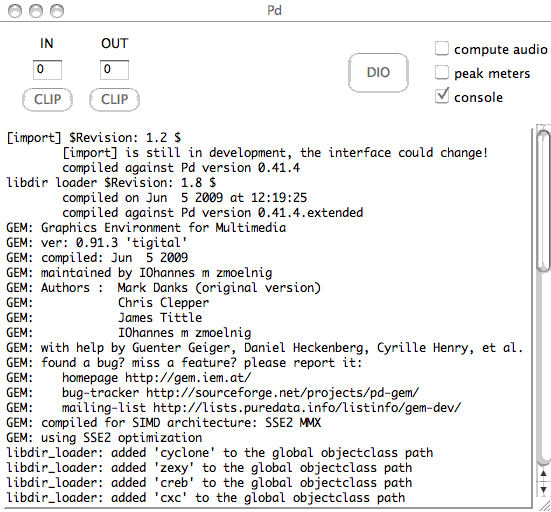 Pd
IN OUT
0 0
CLIP CLIP
DIO
compute audio
peak meters
console
[import] $Revision: 1.2 $
[import] is still in development, the interface could change!
compiled against Pd version 0.41.4
libdir loader $Revision: 1.8 $
compiled on Jun  5 2009 at 12:19:25
compiled against Pd version 0.41.4.extended
GEM: Graphics Environment for Multimedia
GEM: ver: 0.91.3 'tigital'
GEM: compiled: Jun  5 2009
GEM: maintained by IOhannes m zmoelnig
GEM: Authors :  Mark Danks (original version)
GEM:            Chris Clepper
GEM:            James Tittle
GEM:            IOhannes m zmoelnig
GEM: with help by Guenter Geiger, Daniel Heckenberg, Cyrille Henry, et al.
GEM: found a bug? miss a feature? please report it:
GEM:    homepage http://gem.iem.at/
GEM:    bug-tracker http://sourceforge.net/projects/pd-gem/
GEM:    mailing-list http://lists.puredata.info/listinfo/gem-dev/
GEM: compiled for SIMD architecture: SSE2 MMX
GEM: using SSE2 optimization
libdir_loader: added 'cyclone' to the global objectclass path
libdir_loader: added 'zexy' to the global objectclass path
libdir_loader: added 'creb' to the global objectclass path
libdir_loader: added 'cxc' to the global objectclass path